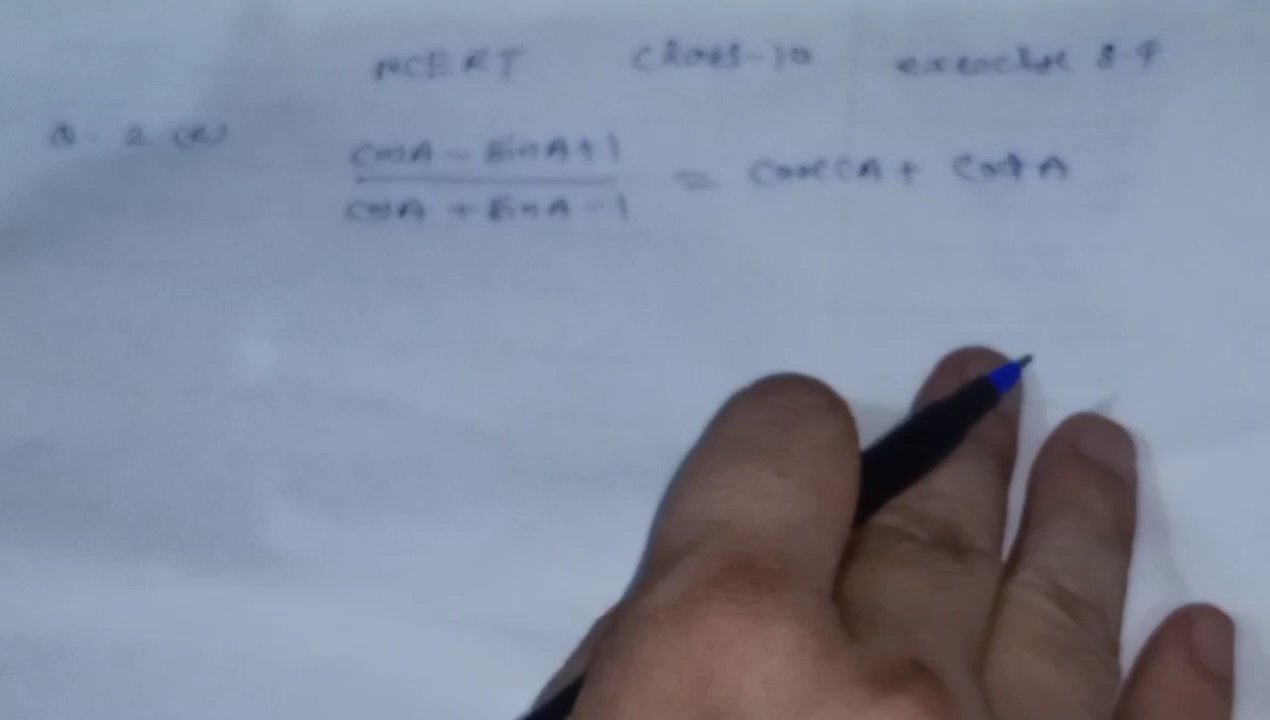 NCERT Class-10 exercise 8.4
Q. 2 (v) cosA - sinA+1 / cosA + sinA-1 = cosecA + cotA